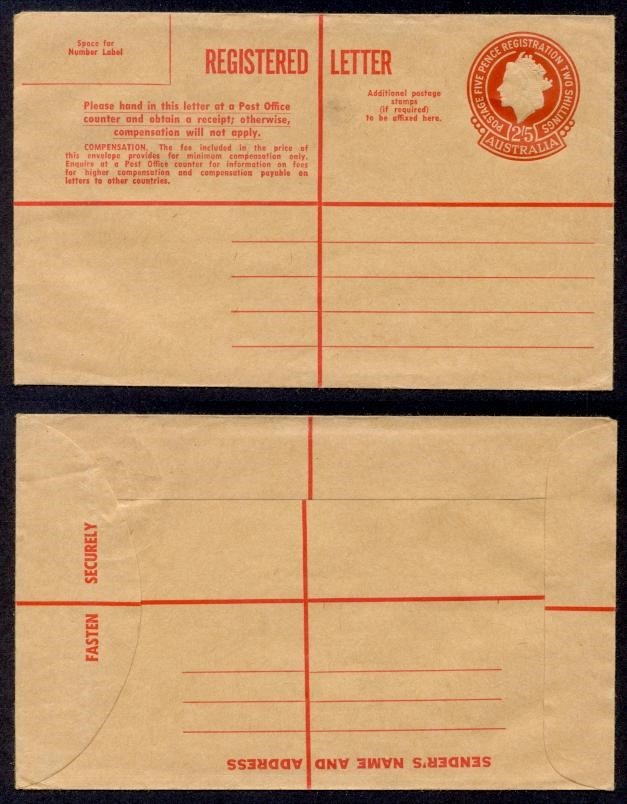 Space for
Number Label
REGISTERED LETTER
Please hand in this letter at a Post Office
counter and obtain a receipt; otherwise,
compensation will not apply.
COMPENSATION. The fee included in the price of
this envelope provides for minimum compensation only.
Enquire at a Post Office counter for information on fees
for higher compensation and compensation payable on
letters to other countries.
Additional postage
stamps
(if required)
to be affixed here.
POSTAGE FIVE PENCE REGISTRATION TWO SHILLINGS
2/5
AUSTRALIA
FASTEN SECURELY
SENDER'S NAME AND ADDRESS